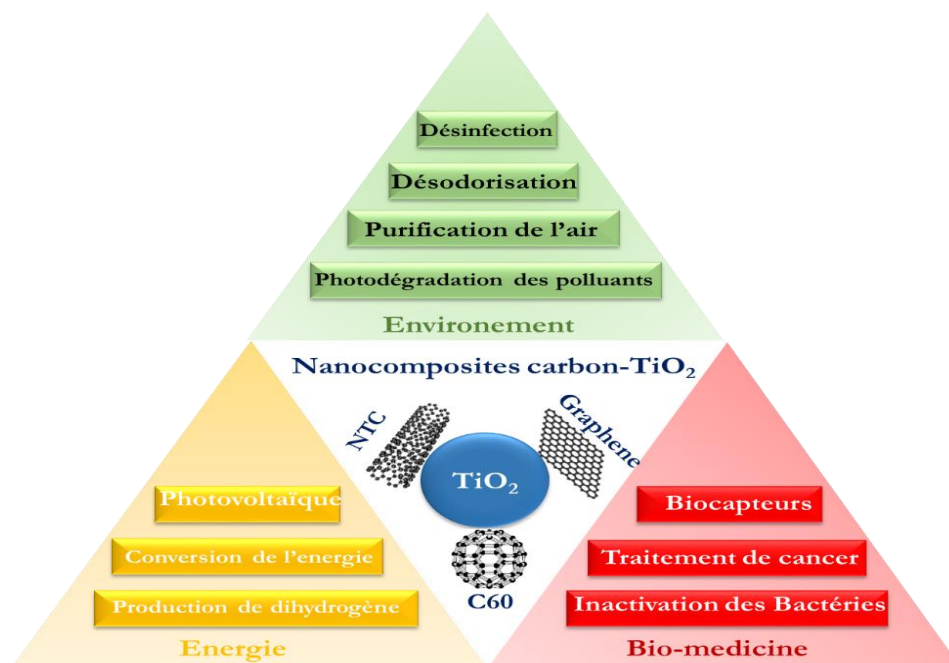 Désinfection
Désodorisation
Purification de l'air
Photodégradation des polluants
Environement
Nanocomposites carbon-TiO₂
NTC
Graphene
TiO₂
C60
Photovoltaïque
Conversion de l'energie
Production de dihydrogène
Energie
Biocapteurs
Traitement de cancer
Inactivation des Bactéries
Bio-medicine